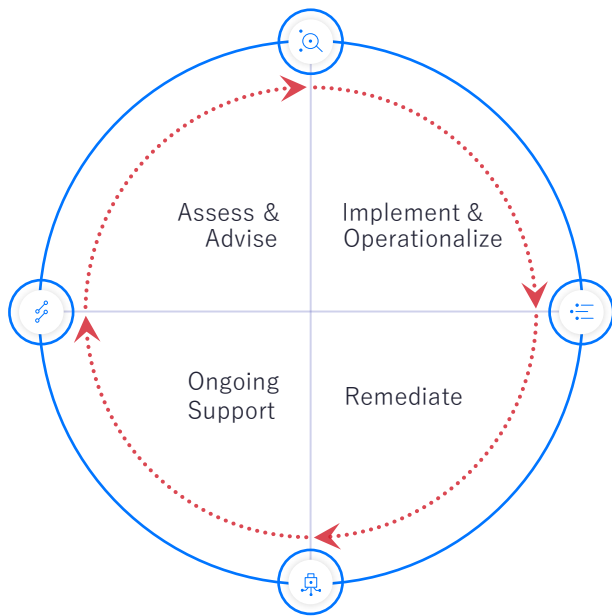 Assess &
Advise
Implement &
Operationalize
Ongoing
Support
Remediate